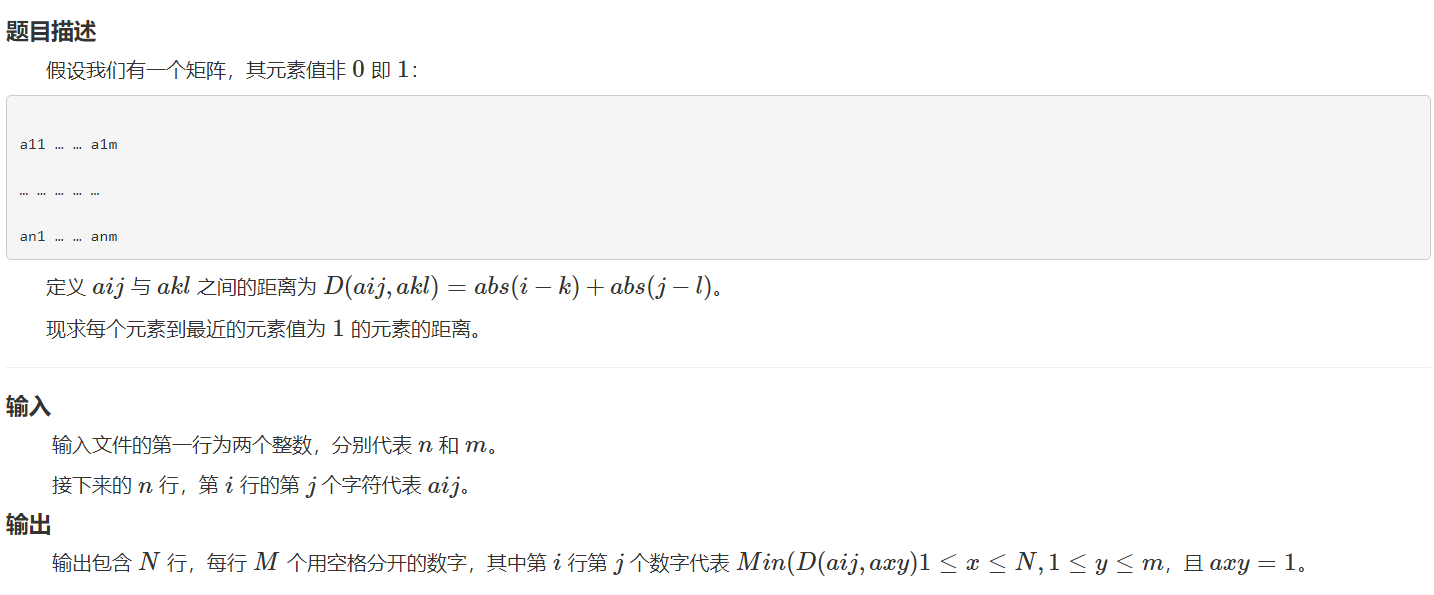 题目描述
假设我们有一个矩阵，其元素值非 0 即 1：
a11 … … a1m
… … … … …
an1 … … anm
定义 aij 与 akl 之间的距离为 D(aij, akl) = abs(i − k) + abs(j − l)。
现求每个元素到最近的元素值为 1 的元素的距离。
输入
输入文件的第一行为两个整数，分别代表 n 和 m。
接下来的 n 行，第 i 行的第 j 个字符代表 aij。
输出
输出包含 N 行，每行 M 个用空格分开的数字，其中第 i 行第 j 个数字代表 Min(D(aij, axy)1 ≤ x ≤ N, 1 ≤ y ≤ m，且 axy = 1。